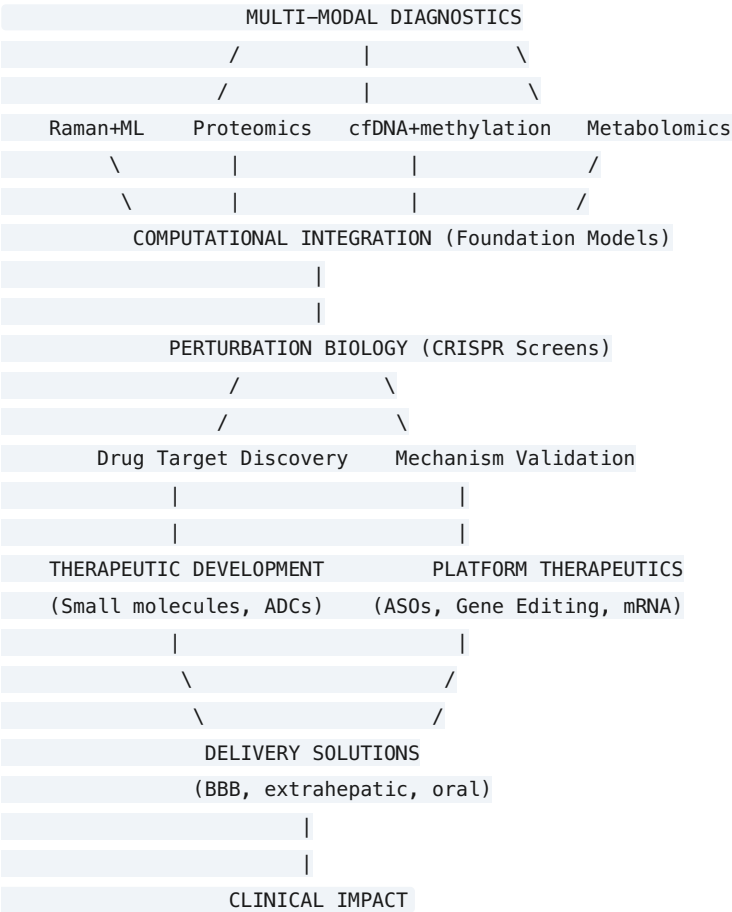 MULTI-MODAL DIAGNOSTICS
/ | \
/ | \
Raman+ML Proteomics cfDNA+methylation Metabolomics
\ | | /
\ | | /
COMPUTATIONAL INTEGRATION (Foundation Models)
|
|
PERTURBATION BIOLOGY (CRISPR Screens)
/ \
/ \
Drug Target Discovery Mechanism Validation
| |
| |
THERAPEUTIC DEVELOPMENT PLATFORM THERAPEUTICS
(Small molecules, ADCs) (ASOs, Gene Editing, mRNA)
| |
\ /
\ /
DELIVERY SOLUTIONS
(BBB, extrahepatic, oral)
|
|
CLINICAL IMPACT